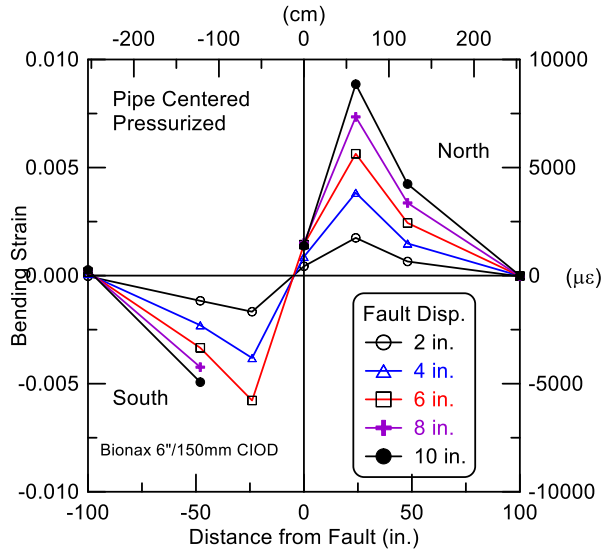 (cm)
-200 -100 0 100 200
0.010 10000
Pipe Centered
Pressurized
North
0.005 5000
Bending Strain
0.000 0 (με)
Fault Disp.
2 in.
4 in.
6 in.
8 in.
10 in.
-0.005 -5000
South
Bionax 6"/150mm CIOD
-0.010 -10000
-100 -50 0 50 100
Distance from Fault (in.)